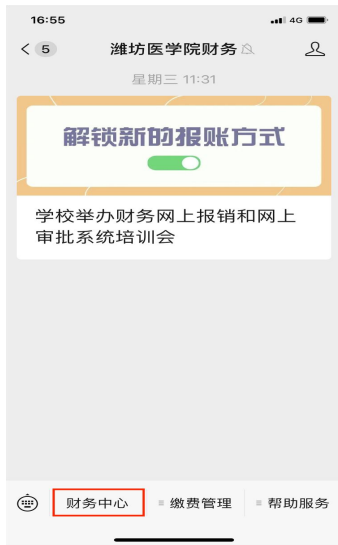 16:55
4G
5
潍坊医学院财务
星期三 11:31
解锁新的报账方式
学校举办财务网上报销和网上
审批系统培训会
财务中心
缴费管理
帮助服务